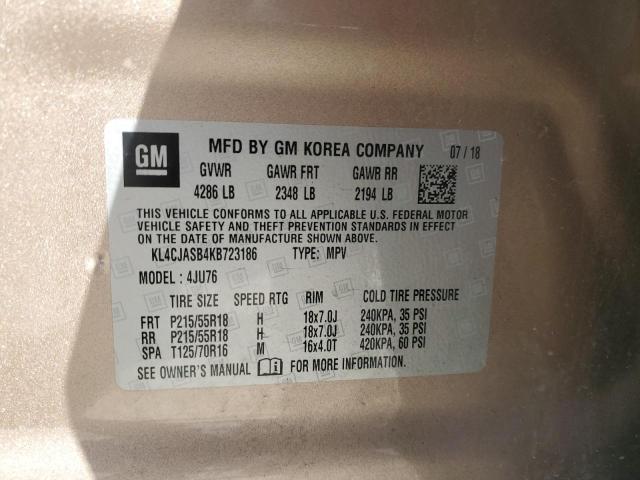 GM MFD BY GM KOREA COMPANY 07 / 18
GVWR GAWR FRT GAWR RR
4286 LB 2348 LB 2194 LB
THIS VEHICLE CONFORMS TO ALL APPLICABLE U.S. FEDERAL MOTOR
VEHICLE SAFETY AND THEFT PREVENTION STANDARDS IN EFFECT ON
DATE OF MANUFACTURE SHOWN ABOVE.
KL4CJASB4KB723186 TYPE: MPV
MODEL : 4JU76
TIRE SIZE SPEED RTG RIM COLD TIRE PRESSURE
FRT P215/55R18 H 18x7.0J 240KPA, 35 PSI
RR P215/55R18 H 18x7.0J 240KPA, 35 PSI
SPA T125/70R16 M 16x4.0T 420KPA, 60 PSI
SEE OWNER'S MANUAL FOR MORE INFORMATION.